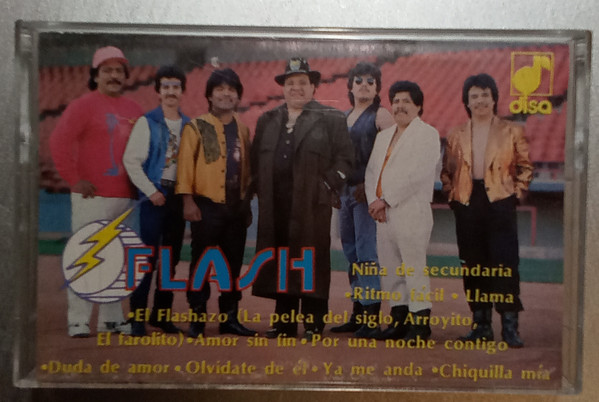 disa
FLASH
Niña de secundaria
•Ritmo fácil • Llama
•El Flashazo (La pelea del siglo, Arroyito,
El farolito)•Amor sin fin•Por una noche contigo
•Duda de amor•Olvidate de él•Ya me anda •Chiquilla mía